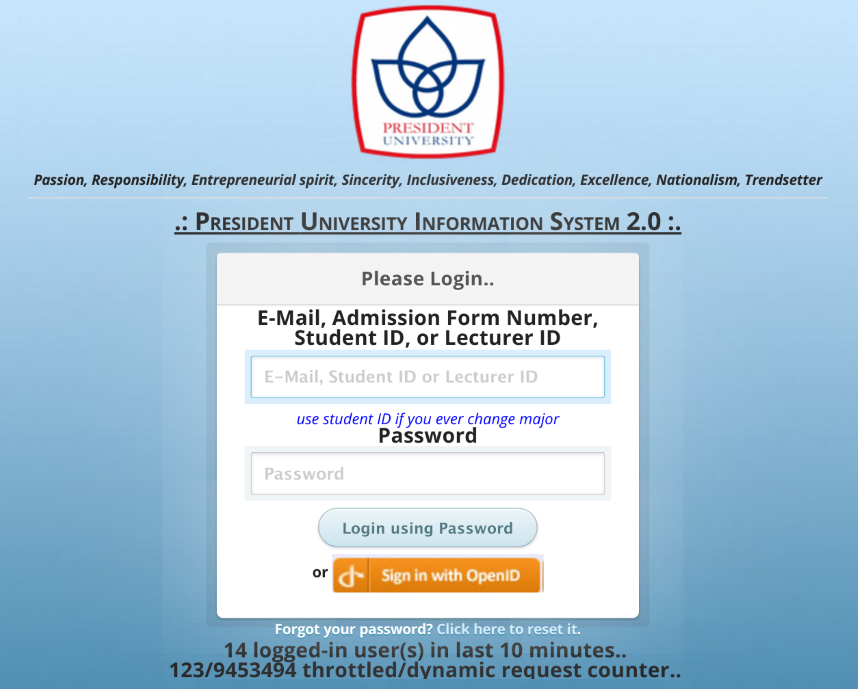 PRESIDENT
UNIVERSITY
Passion, Responsibility, Entrepreneurial spirit, Sincerity, Inclusiveness, Dedication, Excellence, Nationalism, Trendsetter
.: President University Information System 2.0 :.
Please Login..
E-Mail, Admission Form Number,
Student ID, or Lecturer ID
E-Mail, Student ID or Lecturer ID
use student ID if you ever change major
Password
Password
Login using Password
or Sign in with OpenID
Forgot your password? Click here to reset it.
14 logged-in user(s) in last 10 minutes..
123/9453494 throttled/dynamic request counter..